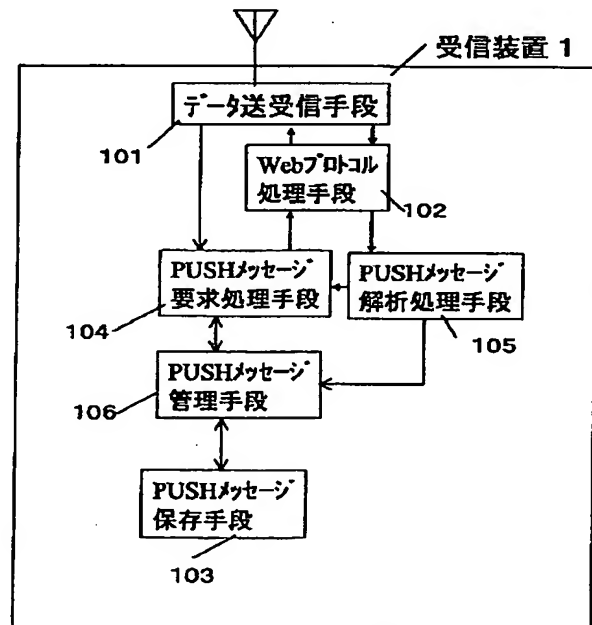 受信装置 1
データ送受信手段
101
Webプロトコル
処理手段
102
PUSHメッセージ
要求処理手段
104
PUSHメッセージ
解析処理手段
105
PUSHメッセージ
管理手段
106
PUSHメッセージ
保存手段
103